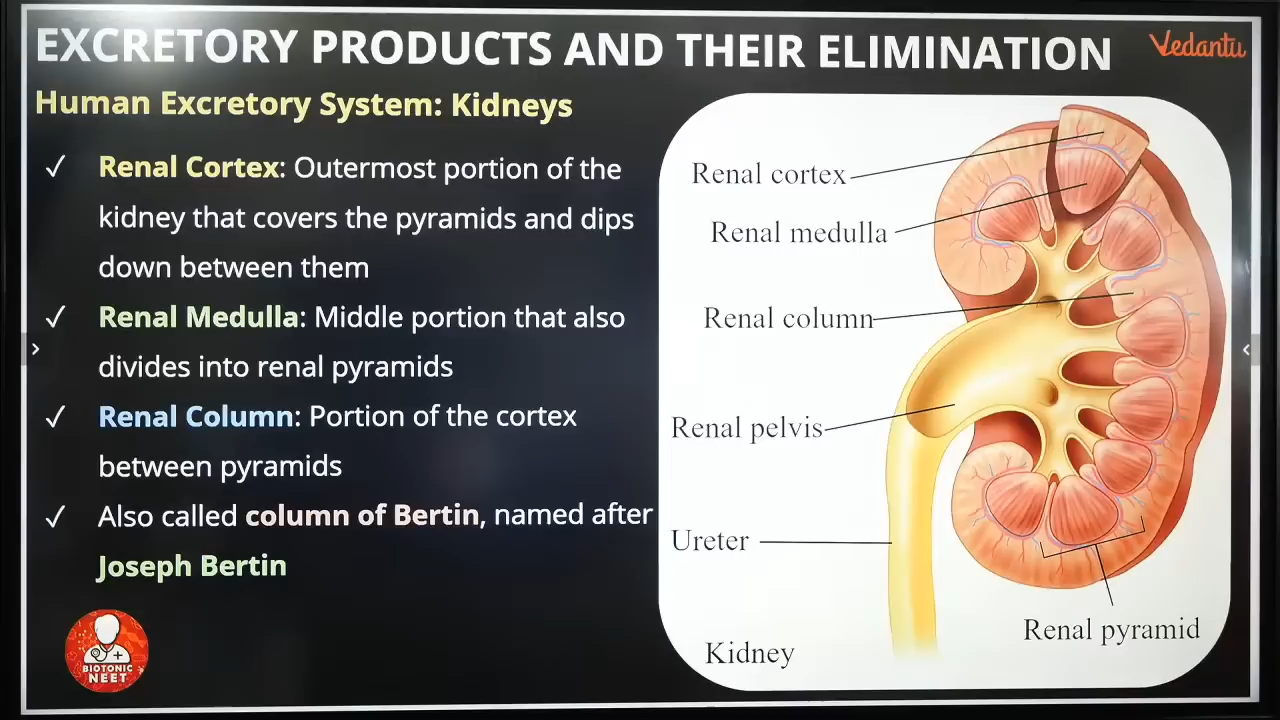 EXCRETORY PRODUCTS AND THEIR ELIMINATION
Vedantu
Human Excretory System: Kidneys
✓ Renal Cortex: Outermost portion of the
kidney that covers the pyramids and dips
down between them
✓ Renal Medulla: Middle portion that also
divides into renal pyramids
✓ Renal Column: Portion of the cortex
between pyramids
✓ Also called column of Bertin, named after
Joseph Bertin
BIOTONIC
NEET
Renal cortex
Renal medulla
Renal column
Renal pelvis
Ureter
Renal pyramid
Kidney